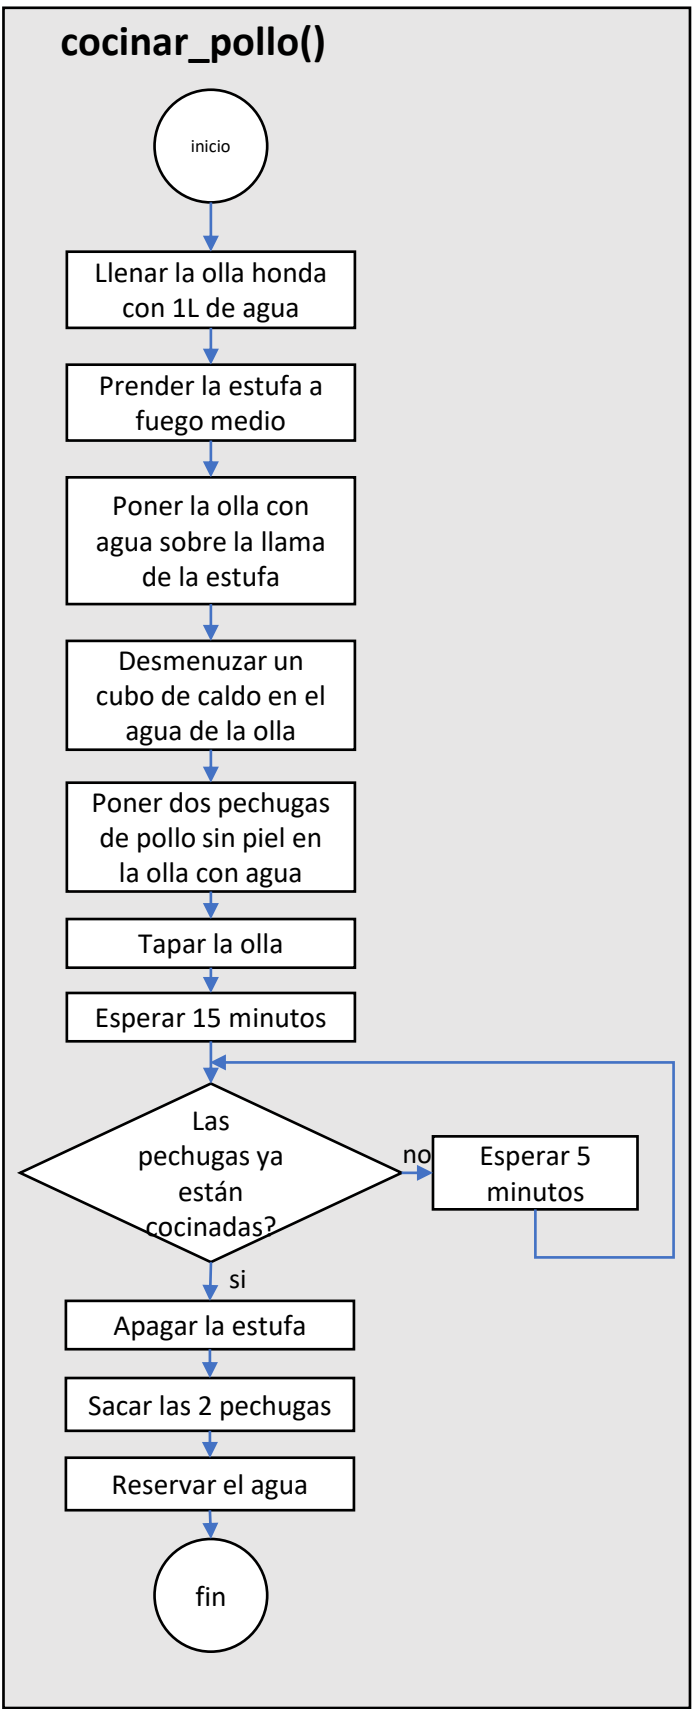 cocinar_pollo()
inicio
Llenar la olla honda
con 1L de agua
Prender la estufa a
fuego medio
Poner la olla con
agua sobre la llama
de la estufa
Desmenuzar un
cubo de caldo en el
agua de la olla
Poner dos pechugas
de pollo sin piel en
la olla con agua
Tapar la olla
Esperar 15 minutos
Las
pechugas ya
están
cocinadas?
no
Esperar 5
minutos
si
Apagar la estufa
Sacar las 2 pechugas
Reservar el agua
fin